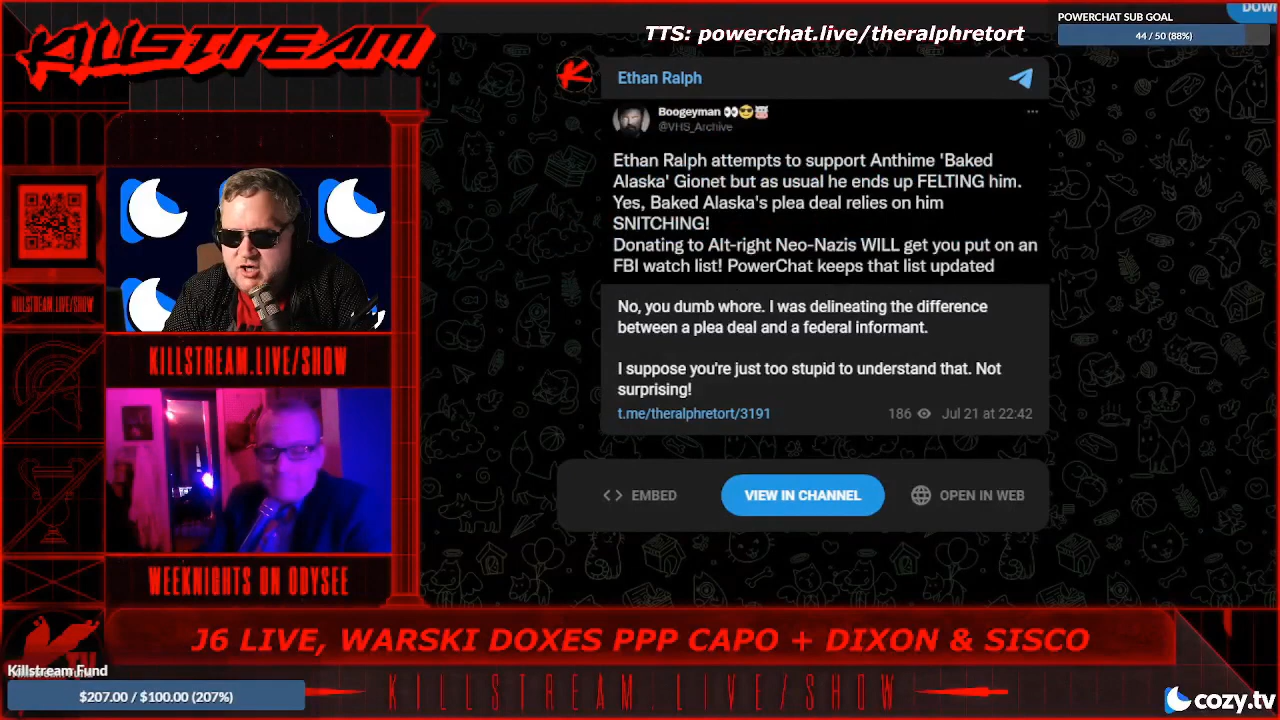 KILLSTREAM
TTS: powerchat.live/theralphretort
POWERCHAT SUB GOAL
44 / 50 (88%)
DOW
Ethan Ralph
Boogeyman 👀😎🐮
@VHS_Archive
Ethan Ralph attempts to support Anthime 'Baked
Alaska' Gionet but as usual he ends up FELTING him.
Yes, Baked Alaska's plea deal relies on him
SNITCHING!
Donating to Alt-right Neo-Nazis WILL get you put on an
FBI watch list! PowerChat keeps that list updated
No, you dumb whore. I was delineating the difference
between a plea deal and a federal informant.
I suppose you're just too stupid to understand that. Not
surprising!
t.me/theralphretort/3191
186
Jul 21 at 22:42
EMBED
VIEW IN CHANNEL
OPEN IN WEB
KILLSTREAM.LIVE/SHOW
KILLSTREAM.LIVE/SHOW
WEEKNIGHTS ON ODYSEE
J6 LIVE, WARSKI DOXES PPP CAPO + DIXON & SISCO
Killstream Fund
$207.00 / $100.00 (207%)
KILLSTREAM.LIVE/SHOW
cozy.tv